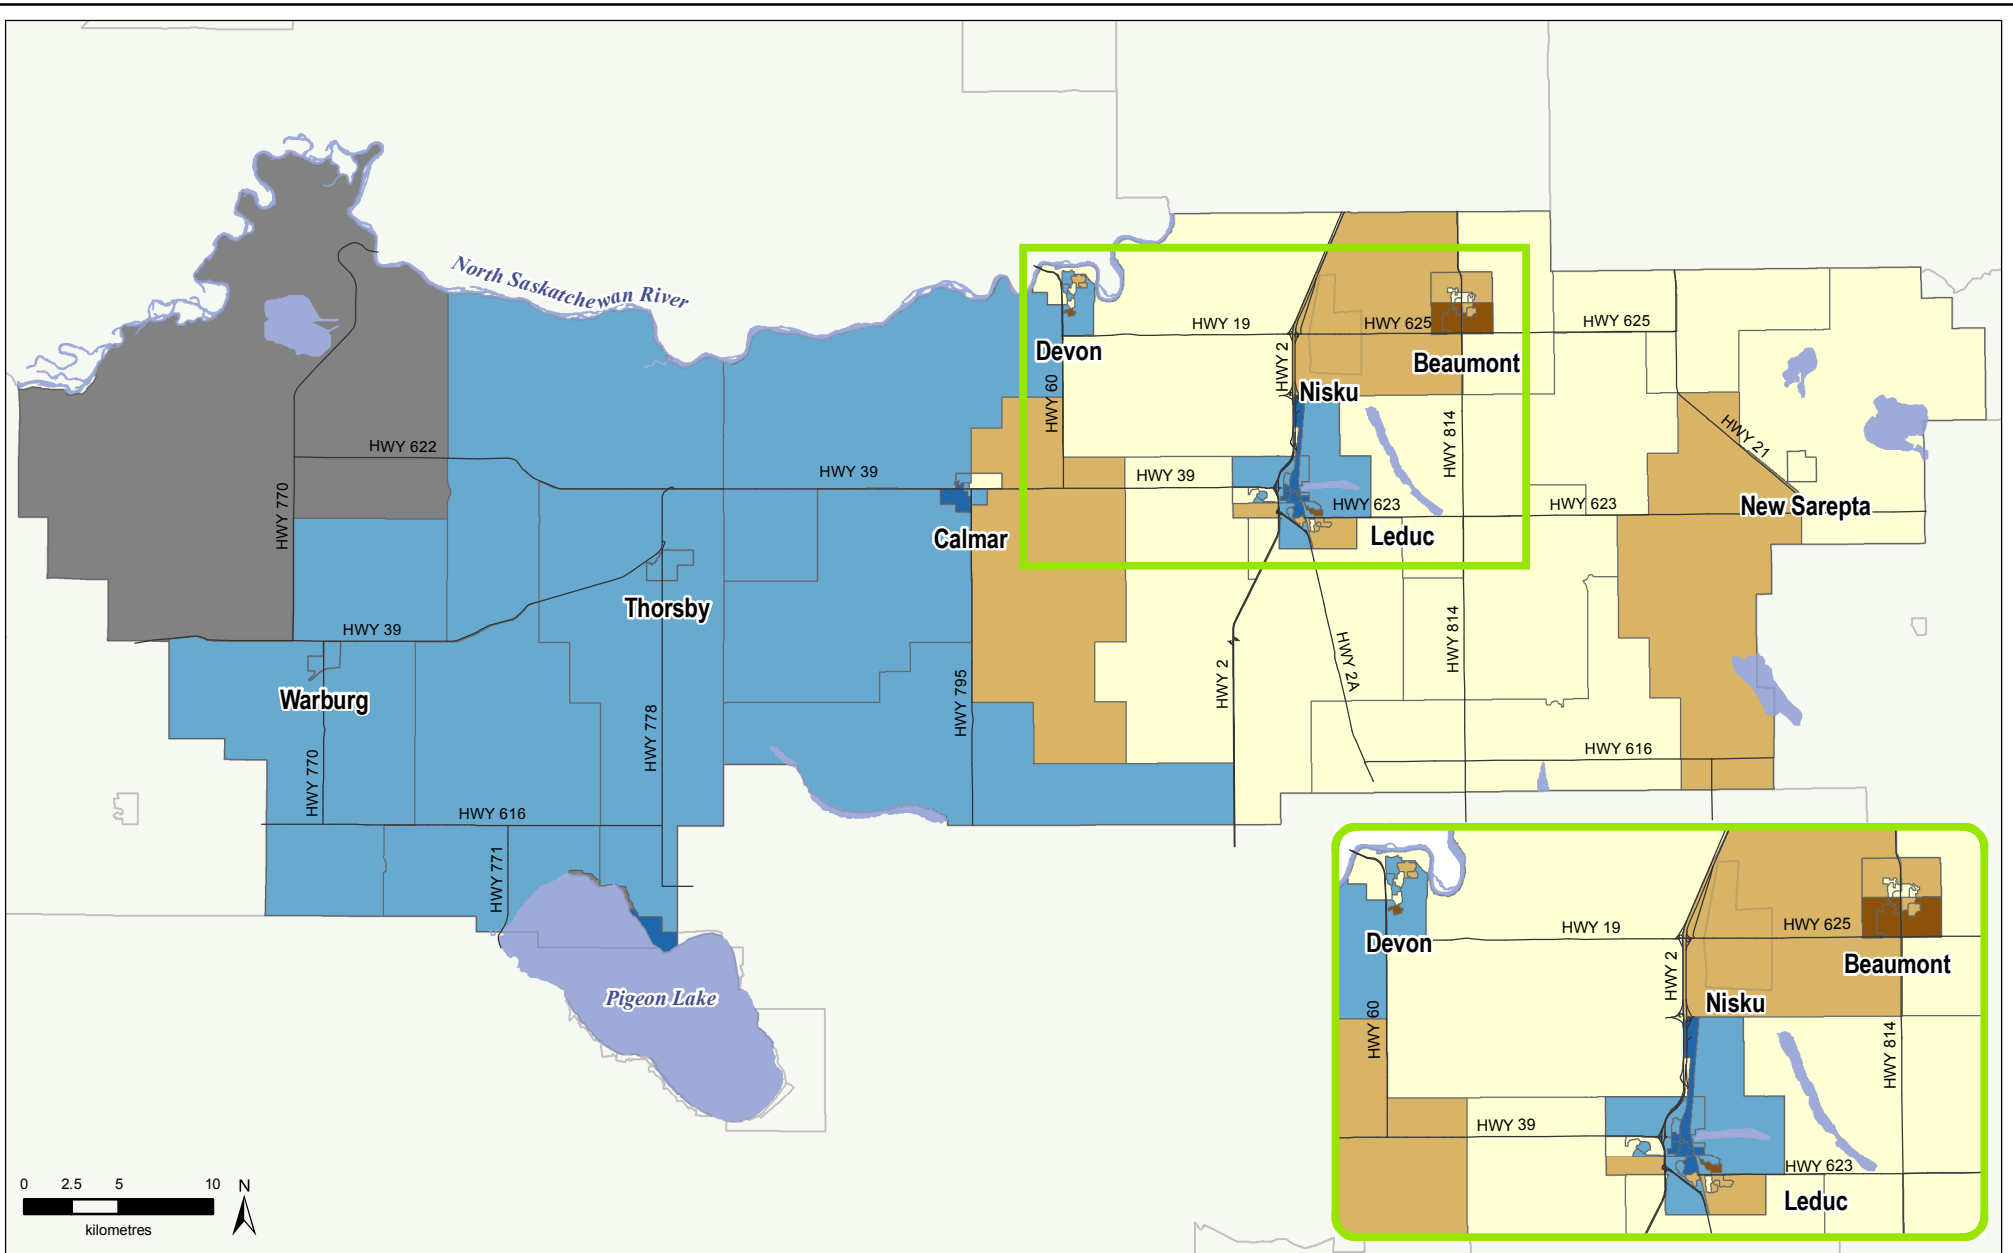 North Saskatchewan River
HWY 19
HWY 625
HWY 625
Devon
Beaumont
HWY 2
Nisku
HWY 60
HWY 814
HWY 21
HWY 622
HWY 39
HWY 39
HWY 770
HWY 623
HWY 623
New Sarepta
Calmar
Leduc
Thorsby
HWY 39
HWY 814
HWY 2A
HWY 2
HWY 795
Warburg
HWY 778
HWY 770
HWY 616
HWY 616
HWY 771
Pigeon Lake
HWY 19
HWY 625
Devon
Beaumont
HWY 2
Nisku
HWY 60
HWY 814
HWY 39
HWY 623
Leduc
0 2.5 5 10
kilometres
N